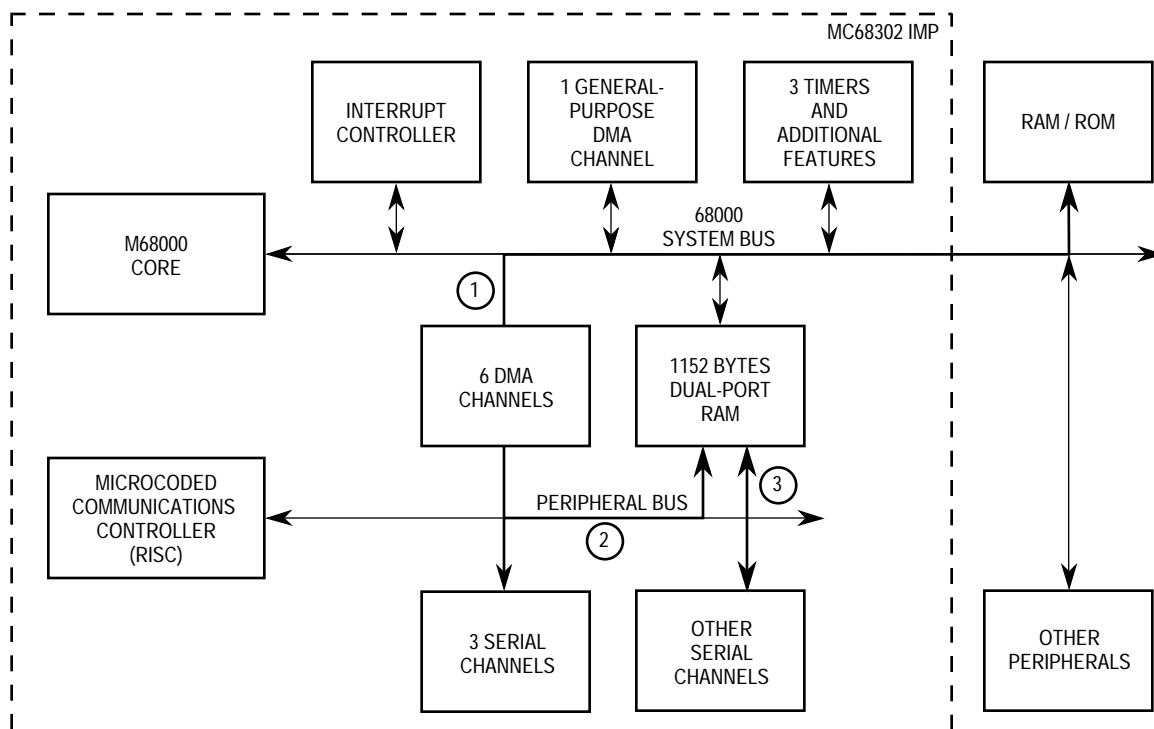 MC68302 IMP
INTERRUPT
CONTROLLER
1 GENERAL-
PURPOSE
DMA
CHANNEL
3 TIMERS
AND
ADDITIONAL
FEATURES
RAM / ROM
M68000
CORE
68000
SYSTEM BUS
1
6 DMA
CHANNELS
1152 BYTES
DUAL-PORT
RAM
MICROCODED
COMMUNICATIONS
CONTROLLER
(RISC)
PERIPHERAL BUS
2
3
3 SERIAL
CHANNELS
OTHER
SERIAL
CHANNELS
OTHER
PERIPHERALS